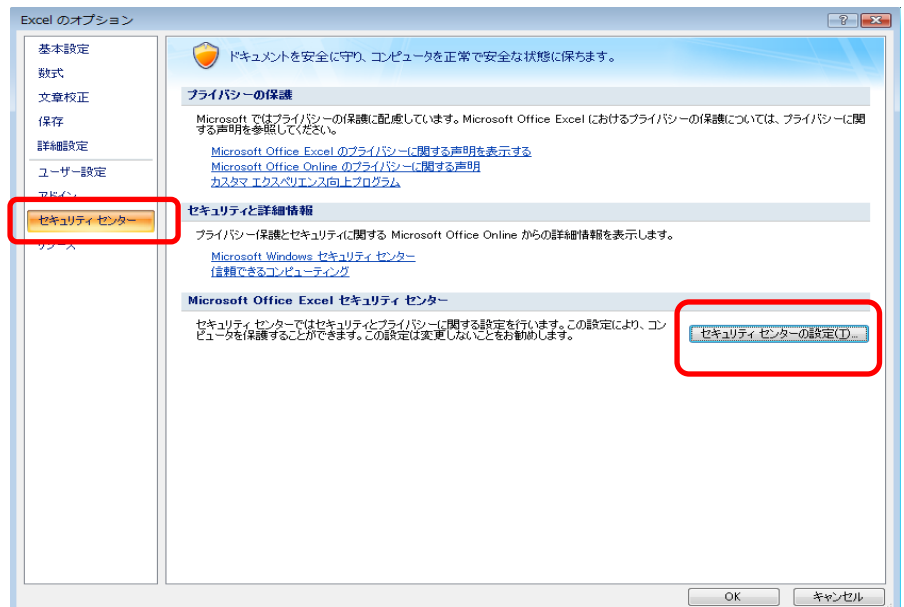 Excel のオプション
基本設定
数式
文章校正
保存
詳細設定
ユーザー設定
アドイン
セキュリティ センター
リソース
ドキュメントを安全に守り、コンピュータを正常で安全な状態に保ちます。
プライバシーの保護
Microsoft ではプライバシーの保護に配慮しています。Microsoft Office Excel におけるプライバシーの保護については、プライバシーに関
する声明を参照してください。
Microsoft Office Excel のプライバシーに関する声明を表示する
Microsoft Office Online のプライバシーに関する声明
カスタマ エクスペリエンス向上プログラム
セキュリティと詳細情報
プライバシー保護とセキュリティに関する Microsoft Office Online からの詳細情報を表示します。
Microsoft Windows セキュリティ センター
信頼できるコンピューティング
Microsoft Office Excel セキュリティ センター
セキュリティ センターではセキュリティとプライバシーに関する設定を行います。この設定により、コン
ピュータを保護することができます。この設定は変更しないことをお勧めします。
セキュリティ センターの設定(T)...
OK
キャンセル